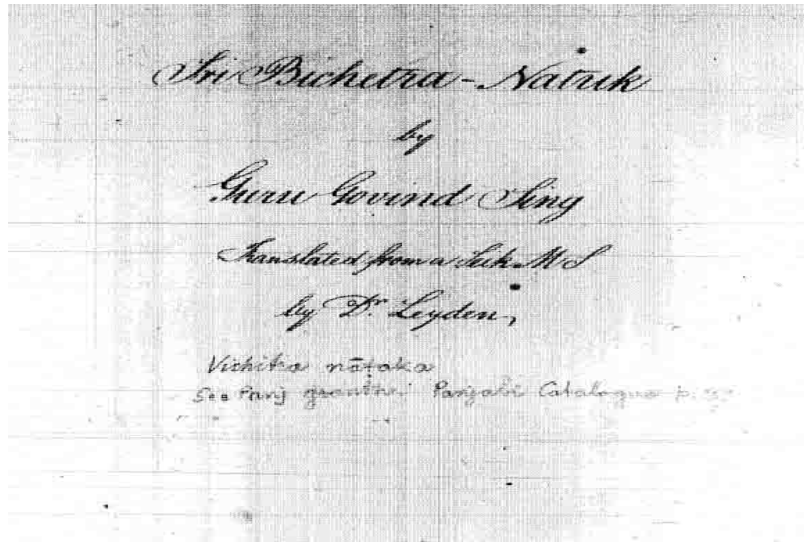 Sri Bichetra-Natuk
by
Guru Govind Sing
Translated from a Seik MS
by Dr. Leyden,
Vichitra nāṭaka
See Panj granthi Panjabi Catalogue p.